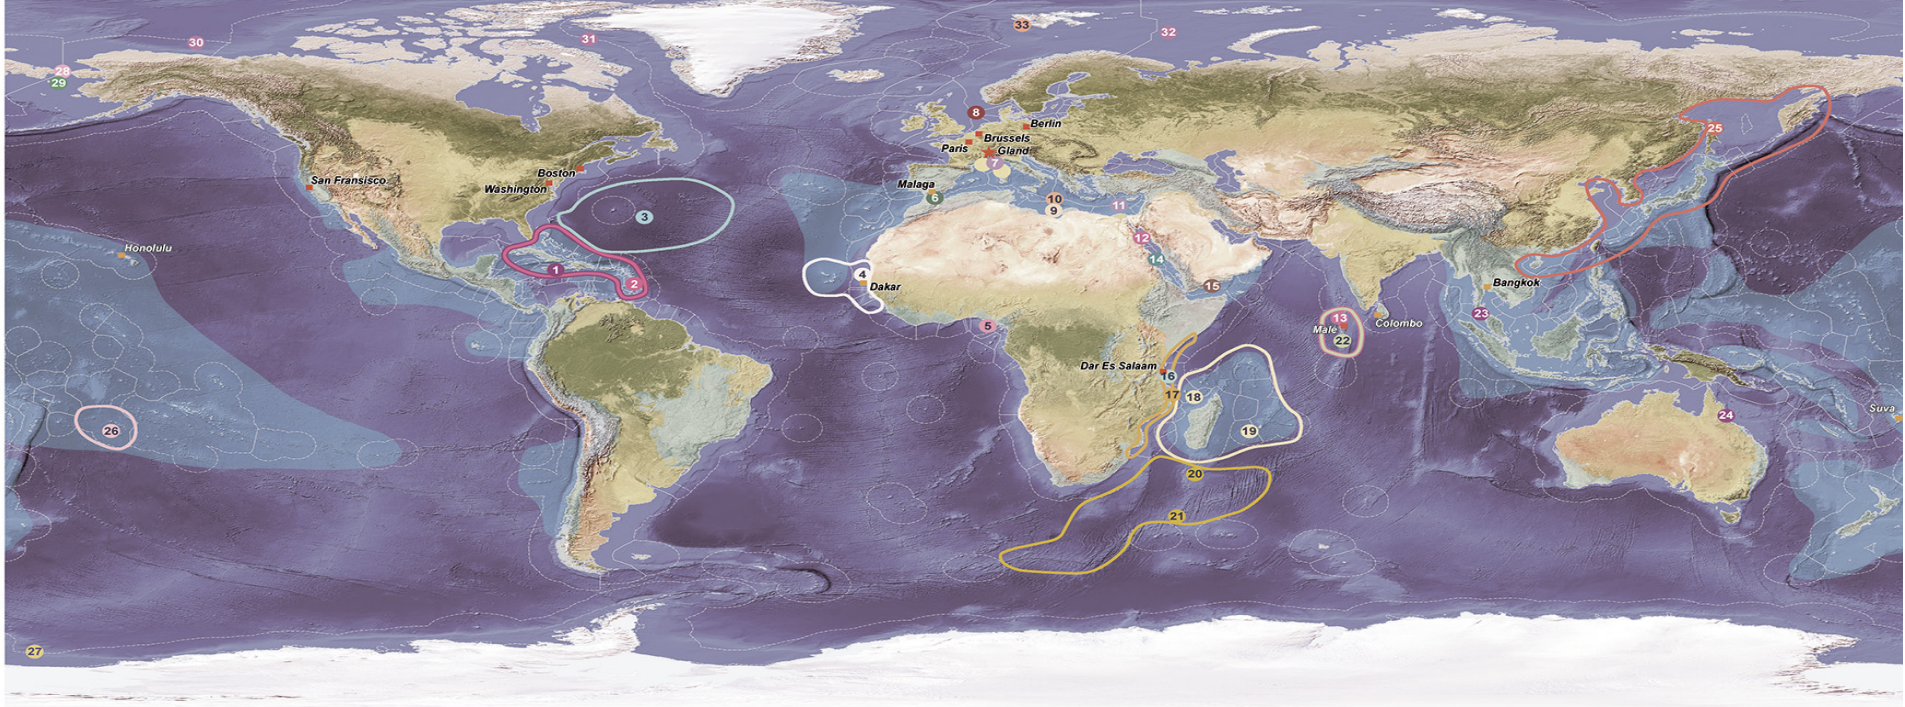 33
32
30
31
28
29
8
Berlin
Brussels
Paris
Gland
7
25
Boston
San Fransisco
Washington
Malaga
6
10
9
11
3
12
14
Honolulu
1
2
4
Dakar
15
Bangkok
5
13
Male
22
Colombo
23
Dar Es Salaam
16
17
18
Suva
24
26
19
20
21
27